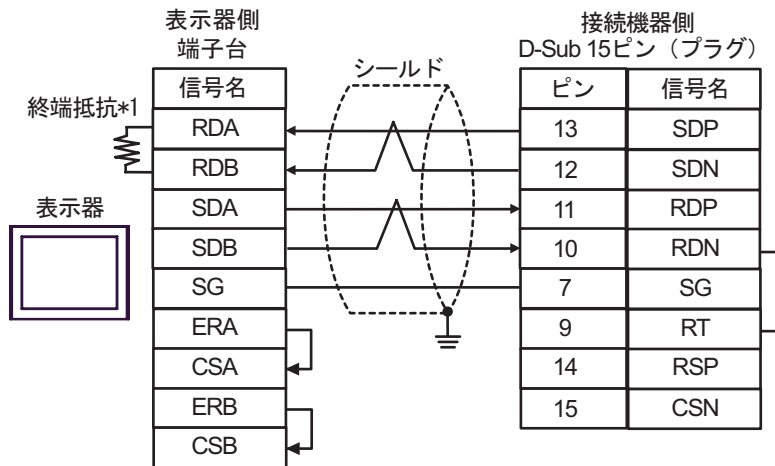 表示器側
端子台
接続機器側
D-Sub 15ピン（プラグ）
シールド
終端抵抗*1
表示器
信号名
RDA
RDB
SDA
SDB
SG
ERA
CSA
ERB
CSB
ピン 信号名
13 SDP
12 SDN
11 RDP
10 RDN
7 SG
9 RT
14 RSP
15 CSN